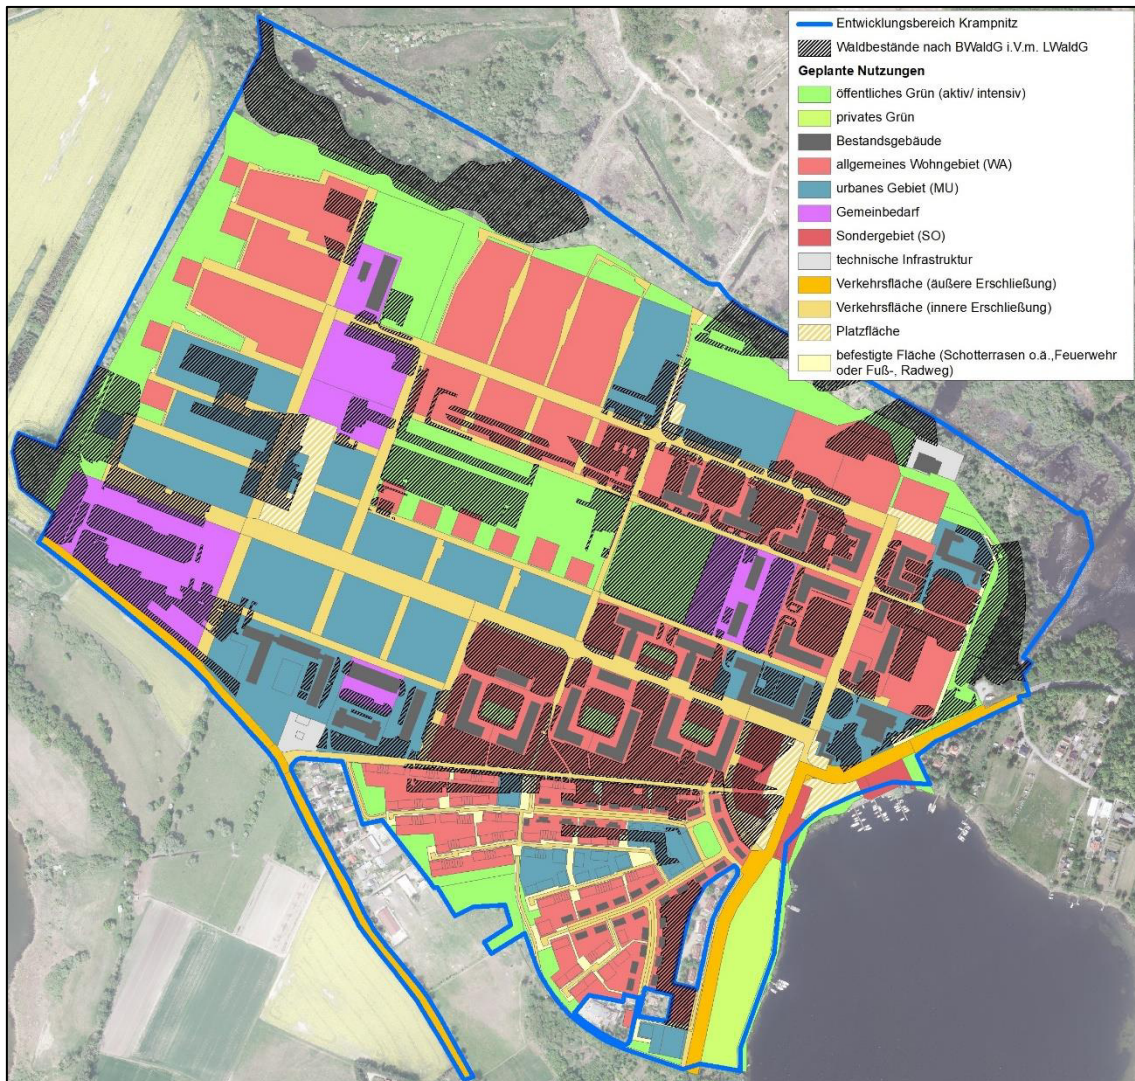 Entwicklungsbereich Krampnitz
Waldbestände nach BWaldG i.V.m. LWaldG
Geplante Nutzungen
öffentliches Grün (aktiv/ intensiv)
privates Grün
Bestandsgebäude
allgemeines Wohngebiet (WA)
urbanes Gebiet (MU)
Gemeinbedarf
Sondergebiet (SO)
technische Infrastruktur
Verkehrsfläche (äußere Erschließung)
Verkehrsfläche (innere Erschließung)
Platzfläche
befestigte Fläche (Schotterrasen o.ä.,Feuerwehr
oder Fuß-, Radweg)